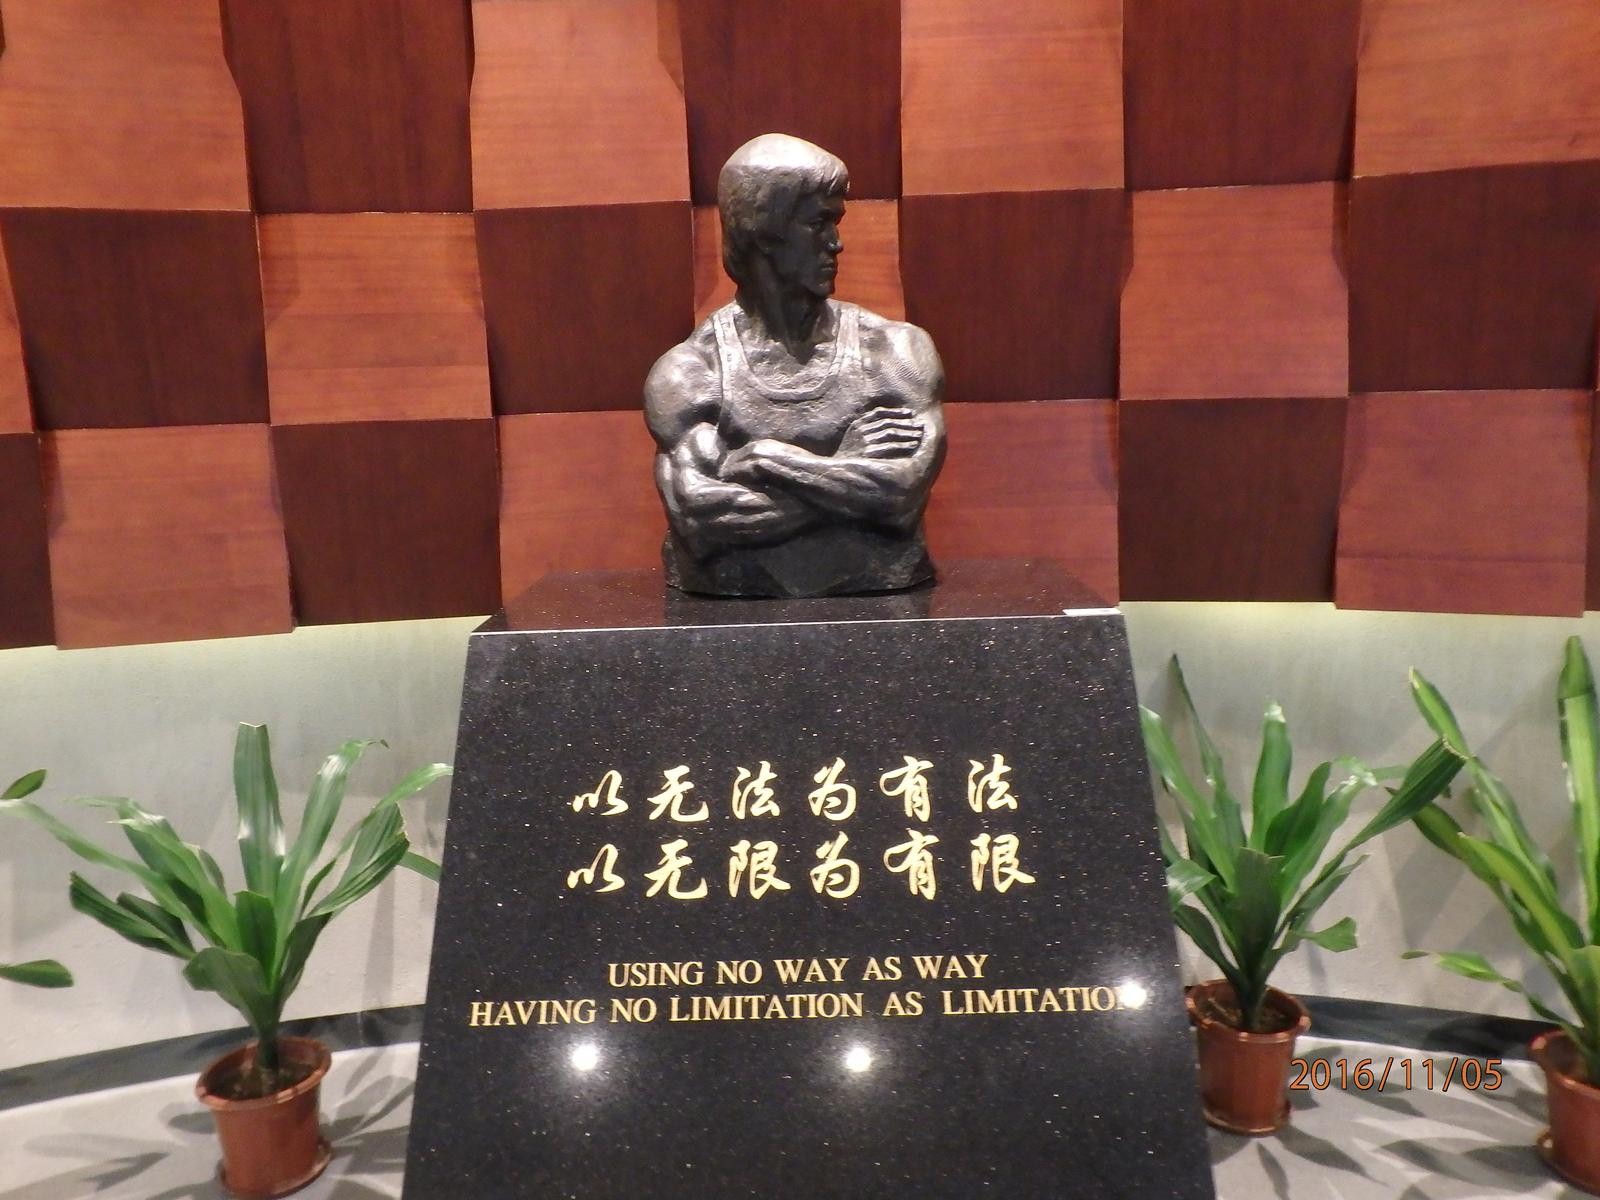 以无法为有法
以无限为有限
USING NO WAY AS WAY
HAVING NO LIMITATION AS LIMITATION
2016/11/05